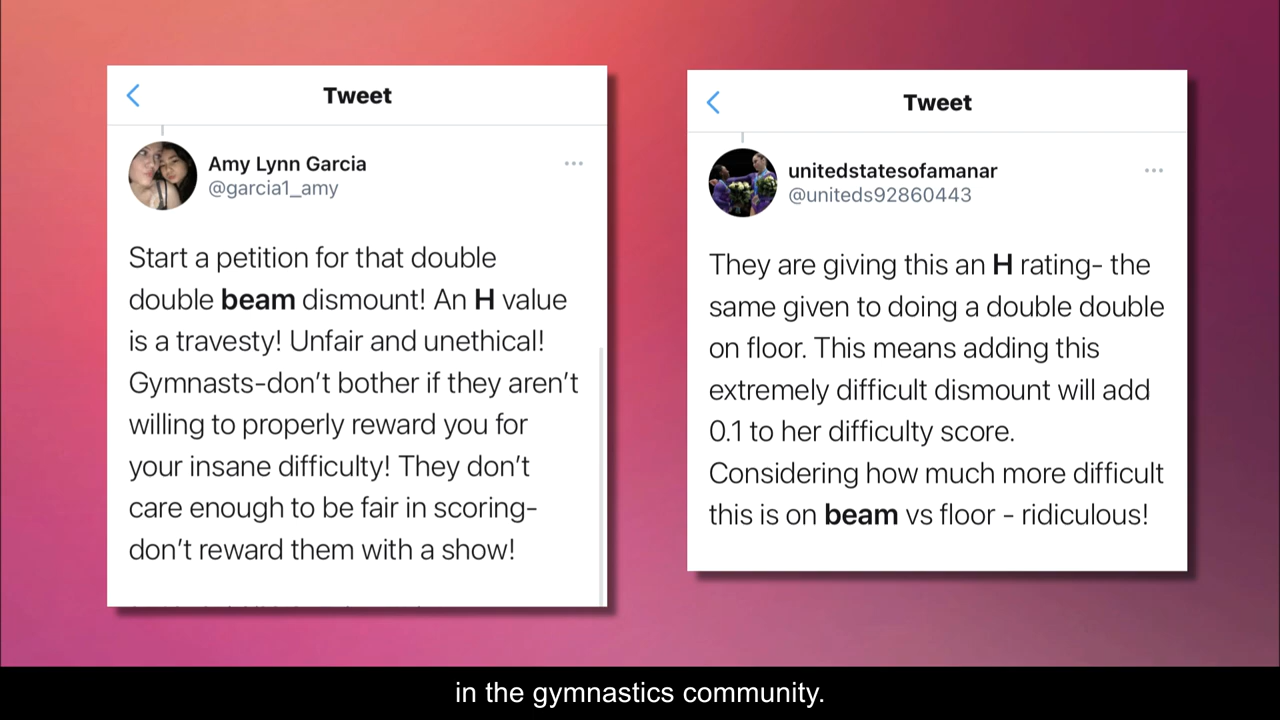 Tweet
Amy Lynn Garcia
@garcia1_amy
Start a petition for that double
double beam dismount! An H value
is a travesty! Unfair and unethical!
Gymnasts-don’t bother if they aren’t
willing to properly reward you for
your insane difficulty! They don’t
care enough to be fair in scoring-
don’t reward them with a show!
Tweet
unitedstatesofamanar
@uniteds92860443
They are giving this an H rating- the
same given to doing a double double
on floor. This means adding this
extremely difficult dismount will add
0.1 to her difficulty score.
Considering how much more difficult
this is on beam vs floor - ridiculous!
in the gymnastics community.